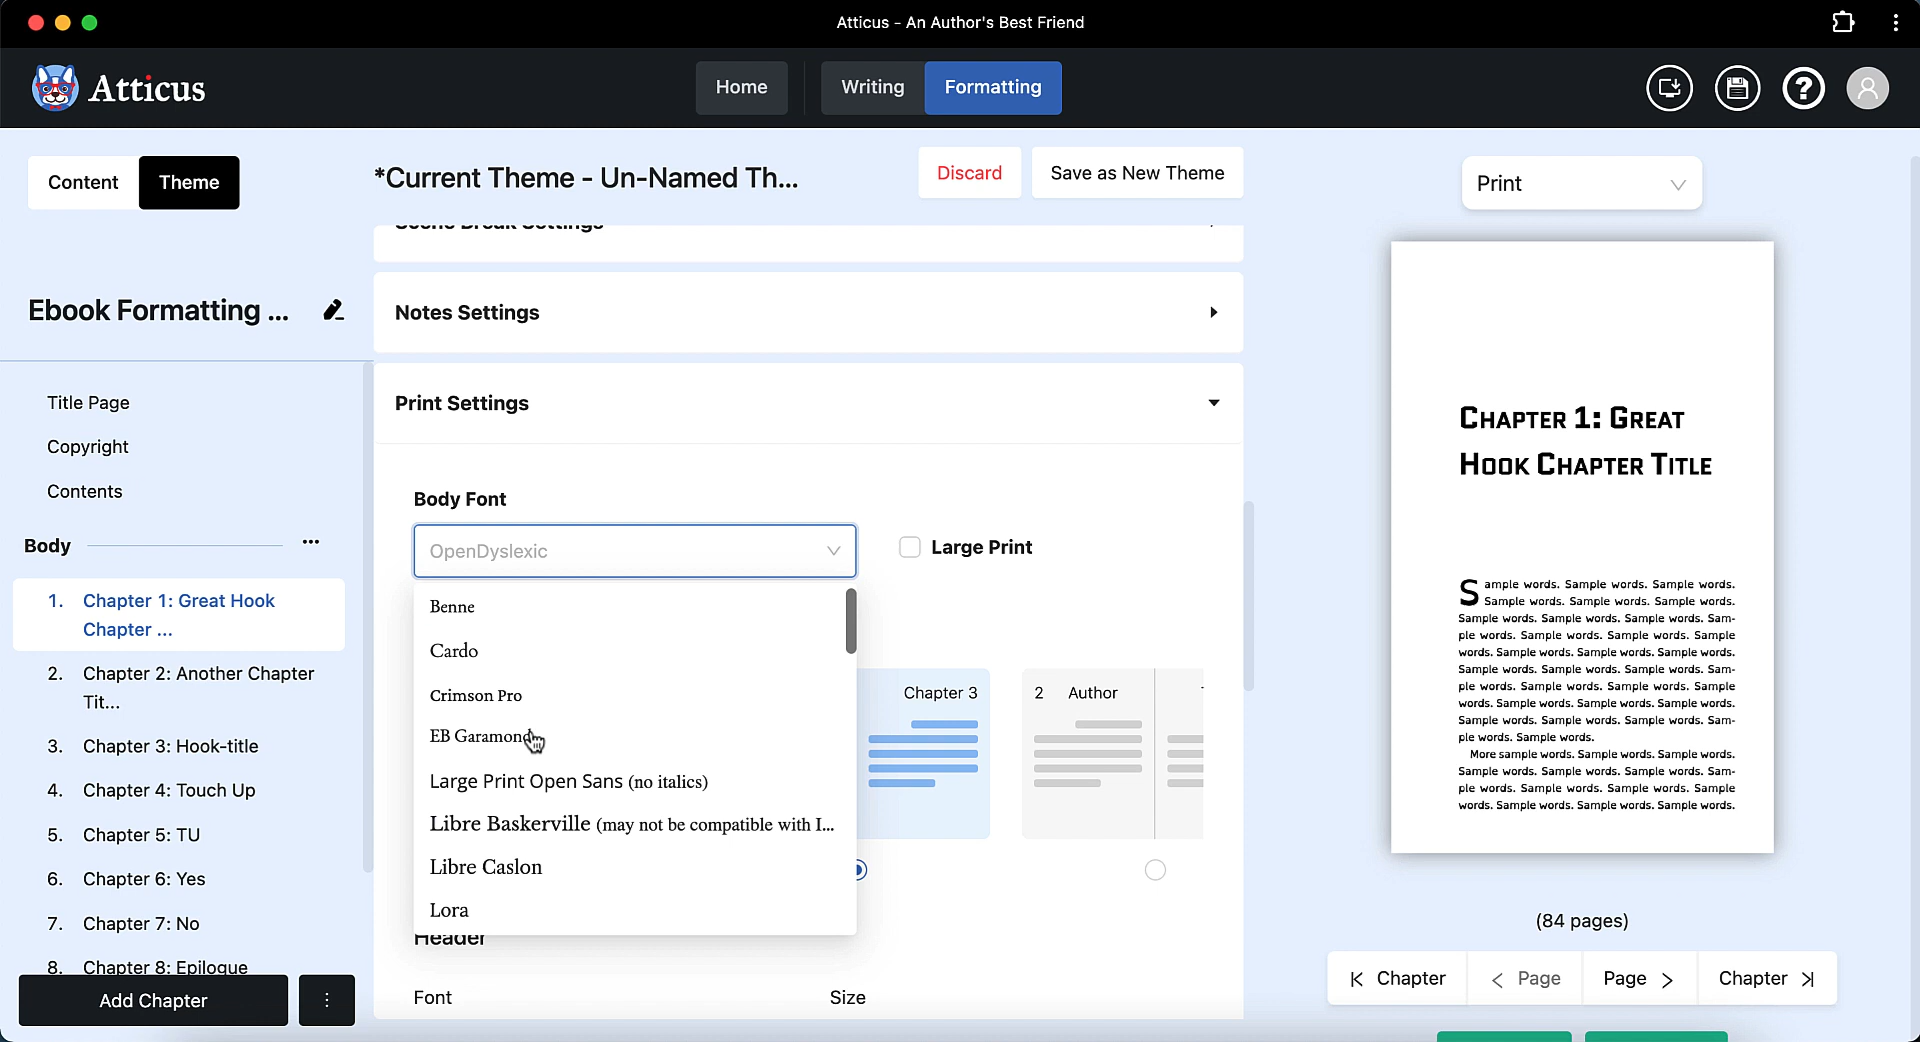 Atticus - An Author's Best Friend
Atticus
Home
Writing
Formatting
Content
Theme
*Current Theme - Un-Named Th...
Discard
Save as New Theme
Print
Scene Break Settings
Ebook Formatting ...
Notes Settings
Print Settings
Title Page
Copyright
Contents
Body
1. Chapter 1: Great Hook
Chapter ...
2. Chapter 2: Another Chapter
Tit...
3. Chapter 3: Hook-title
4. Chapter 4: Touch Up
5. Chapter 5: TU
6. Chapter 6: Yes
7. Chapter 7: No
8. Chapter 8: Epilogue
Add Chapter
Body Font
OpenDyslexic
Large Print
Benne
Cardo
Crimson Pro
EB Garamond
Large Print Open Sans (no italics)
Libre Baskerville (may not be compatible with I...
Libre Caslon
Lora
Chapter 3
2 Author
Header
Font
Size
Chapter 1: Great
Hook Chapter Title
Sample words. Sample words. Sample words.
Sample words. Sample words. Sample words.
Sample words. Sample words. Sample words. Sam-
ple words. Sample words. Sample words. Sample
words. Sample words. Sample words. Sample words.
Sample words. Sample words. Sample words. Sam-
ple words. Sample words. Sample words. Sample
words. Sample words. Sample words. Sample words.
Sample words. Sample words. Sample words. Sam-
ple words. Sample words.
More sample words. Sample words. Sample words.
Sample words. Sample words. Sample words. Sam-
ple words. Sample words. Sample words. Sample
words. Sample words. Sample words. Sample words.
(84 pages)
Chapter
Page
Page
Chapter